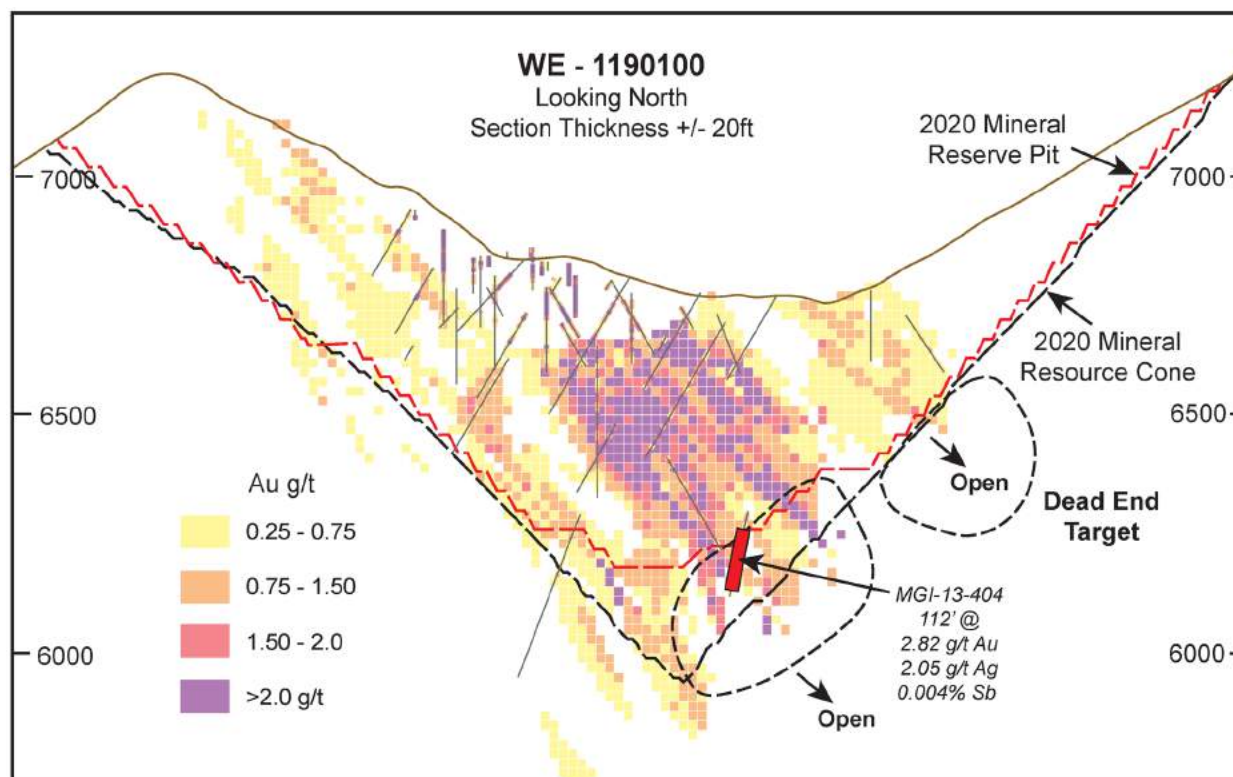 WE - 1190100
Looking North
Section Thickness +/- 20ft
2020 Mineral
Reserve Pit
7000
7000
2020 Mineral
Resource Cone
6500
6500
Au g/t
0.25 - 0.75
0.75 - 1.50
1.50 - 2.0
>2.0 g/t
Open
Dead End
Target
MGI-13-404
112' @
2.82 g/t Au
2.05 g/t Ag
0.004% Sb
6000
6000
Open